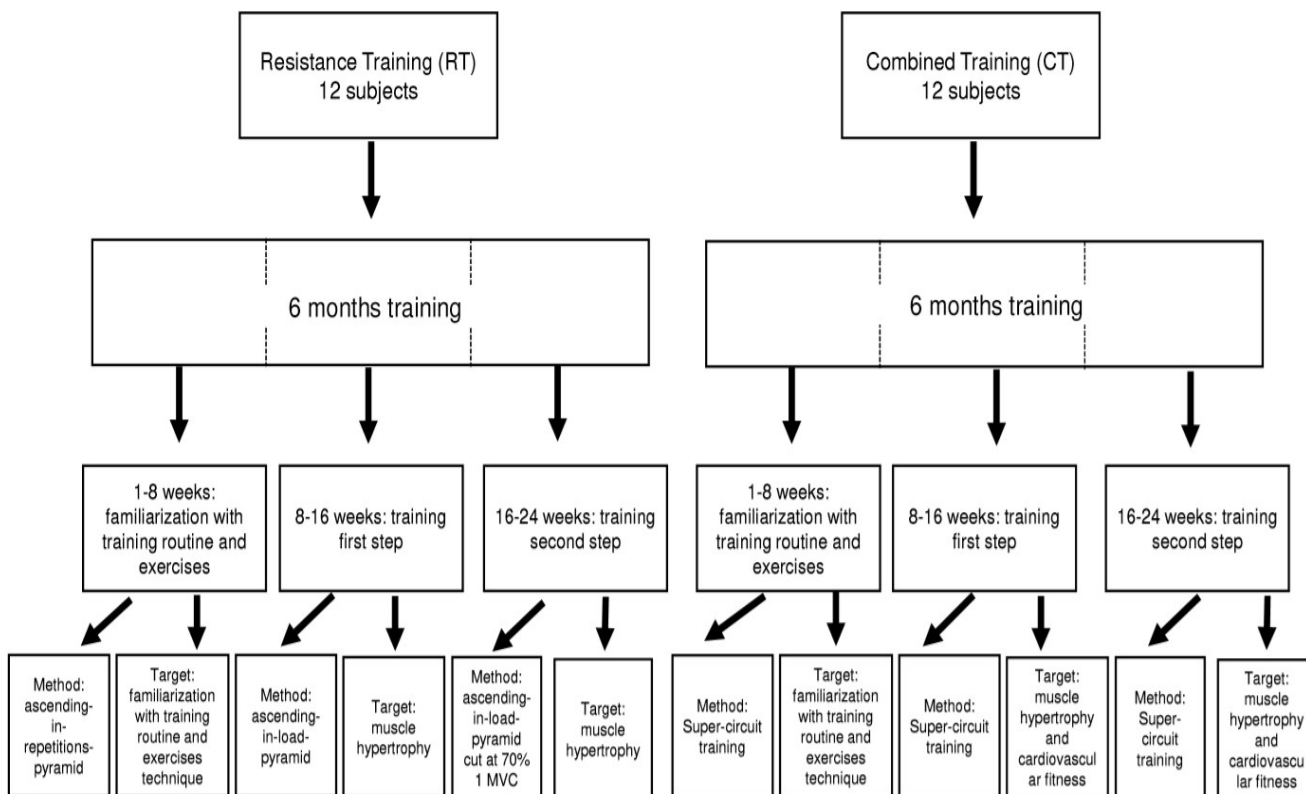 Resistance Training (RT)
12 subjects
Combined Training (CT)
12 subjects
6 months training
6 months training
1-8 weeks:
familiarization with
training routine and
exercises
8-16 weeks: training
first step
16-24 weeks: training
second step
1-8 weeks:
familiarization with
training routine and
exercises
8-16 weeks: training
first step
16-24 weeks: training
second step
Method:
ascending-
in-
repetitions-
pyramid
Target:
familiarization
with training
routine and
exercises
technique
Method:
ascending-
in-load-
pyramid
Target:
muscle
hypertrophy
Method:
ascending-
in-load-
pyramid
cut at 70%
1 MVC
Target:
muscle
hypertrophy
Method:
Super-circuit
training
Target:
familiarization
with training
routine and
exercises
technique
Method:
Super-circuit
training
Target:
muscle
hypertrophy
and
cardiovascul
ar fitness
Method:
Super-
circuit
training
Target:
muscle
hypertrophy
and
cardiovascu
lar fitness